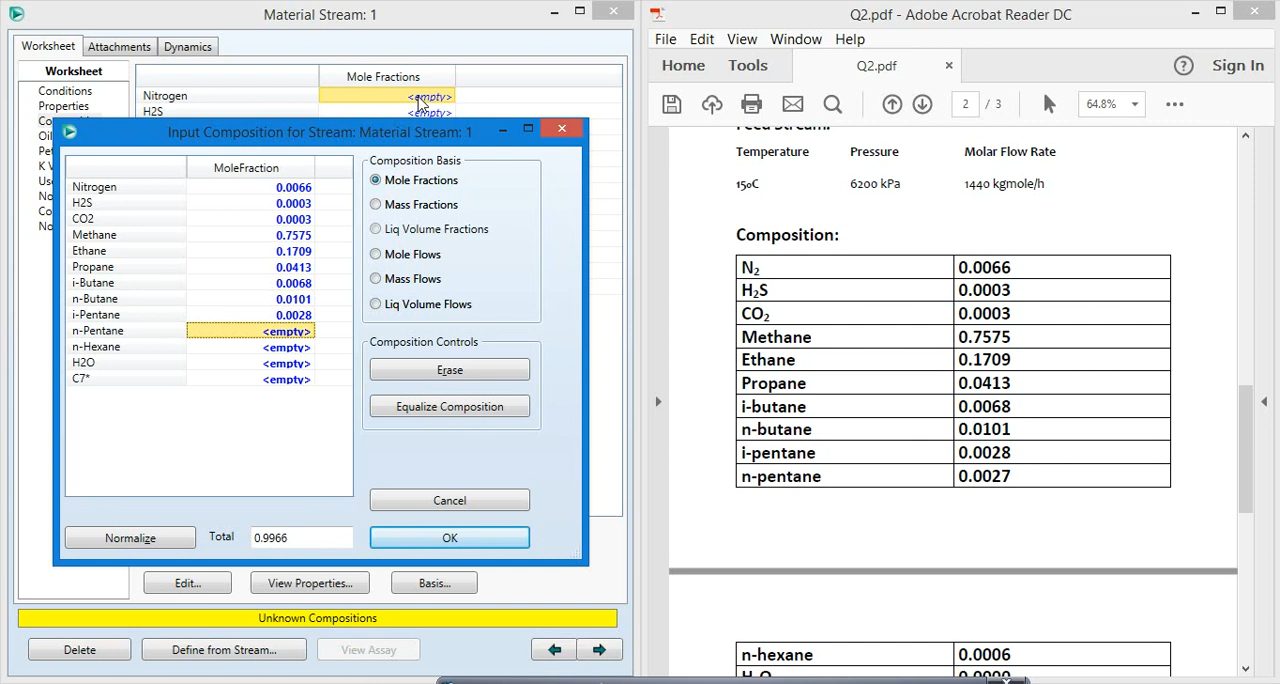 Material Stream: 1
Worksheet
Attachments
Dynamics
Worksheet
Conditions
Properties
Mole Fractions
Nitrogen
<empty>
H2S
<empty>
Input Composition for Stream: Material Stream: 1
MoleFraction
Nitrogen 0.0066
H2S 0.0003
CO2 0.0003
Methane 0.7575
Ethane 0.1709
Propane 0.0413
i-Butane 0.0068
n-Butane 0.0101
i-Pentane 0.0028
n-Pentane <empty>
n-Hexane <empty>
H2O <empty>
C7* <empty>
Composition Basis
Mole Fractions
Mass Fractions
Liq Volume Fractions
Mole Flows
Mass Flows
Liq Volume Flows
Composition Controls
Erase
Equalize Composition
Cancel
Normalize
Total
0.9966
OK
Edit...
View Properties...
Basis...
Unknown Compositions
Delete
Define from Stream...
View Assay
Q2.pdf - Adobe Acrobat Reader DC
File Edit View Window Help
Home Tools
Q2.pdf ×
Sign In
2 / 3
64.8%
Feed Stream:
Temperature Pressure Molar Flow Rate
15oC 6200 kPa 1440 kgmole/h
Composition:
N₂ 0.0066
H₂S 0.0003
CO₂ 0.0003
Methane 0.7575
Ethane 0.1709
Propane 0.0413
i-butane 0.0068
n-butane 0.0101
i-pentane 0.0028
n-pentane 0.0027
n-hexane 0.0006
H₂O 0.0000